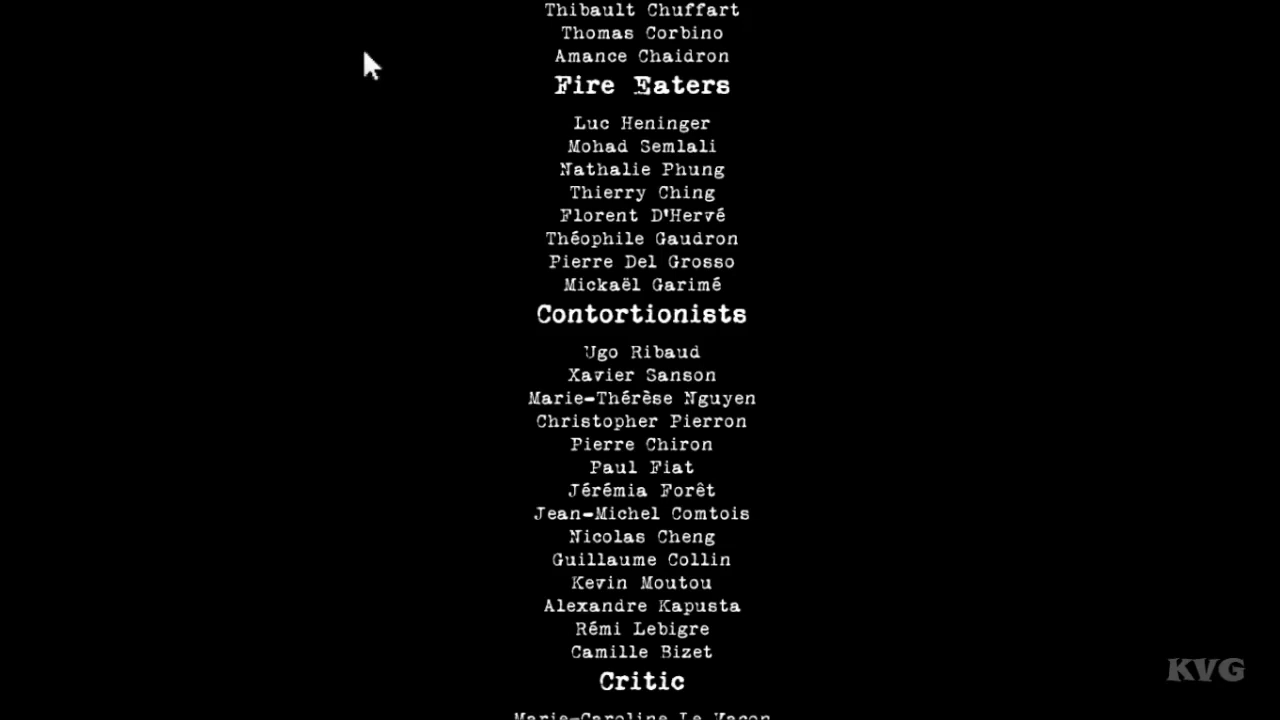 Thibault Chuffart
Thomas Corbino
Amance Chaidron
Fire Eaters
Luc Heninger
Mohad Semlali
Nathalie Phung
Thierry Ching
Florent D'Hervé
Théophile Gaudron
Pierre Del Grosso
Mickaël Garimé
Contortionists
Ugo Ribaud
Xavier Sanson
Marie-Thérèse Nguyen
Christopher Pierron
Pierre Chiron
Paul Fiat
Jérémia Forêt
Jean-Michel Comtois
Nicolas Cheng
Guillaume Collin
Kevin Moutou
Alexandre Kapusta
Rémi Lebigre
Camille Bizet
Critic
Marie-Caroline Le
KVG